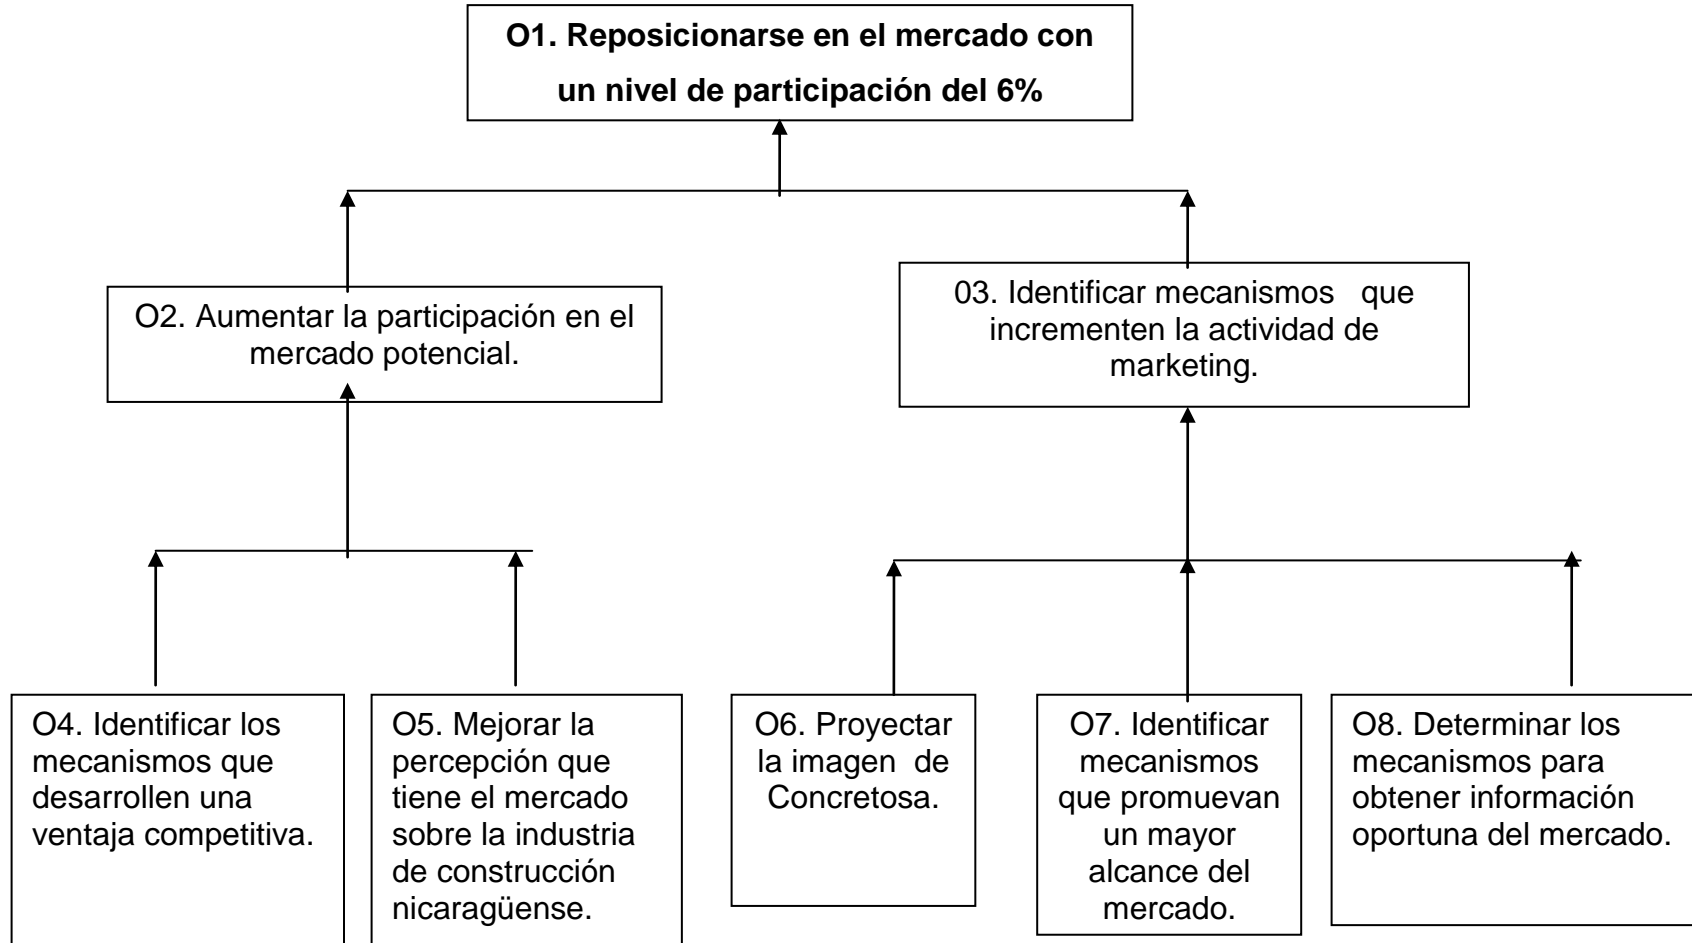 O1. Reposicionarse en el mercado con
un nivel de participación del 6%
O2. Aumentar la participación en el
mercado potencial.
03. Identificar mecanismos   que
incrementen la actividad de
marketing.
O4. Identificar los
mecanismos que
desarrollen una
ventaja competitiva.
O5. Mejorar la
percepción que
tiene el mercado
sobre la industria
de construcción
nicaragüense.
O6. Proyectar
la imagen  de
Concretosa.
O7. Identificar
mecanismos
que promuevan
un mayor
alcance del
mercado.
O8. Determinar los
mecanismos para
obtener información
oportuna del mercado.